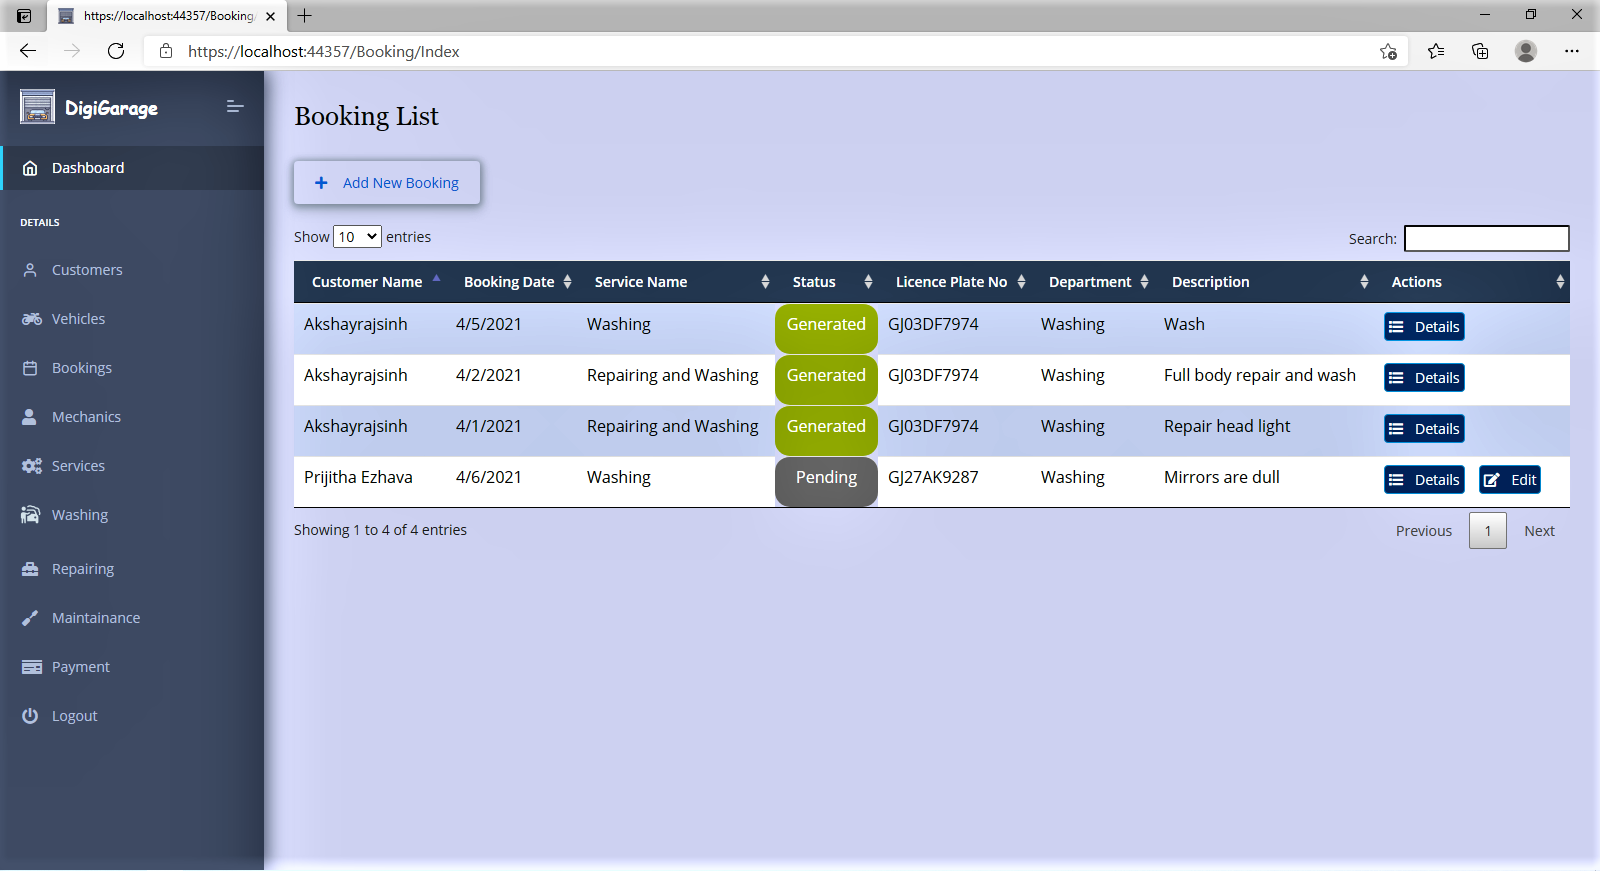 https://localhost:44357/Booking/
https://localhost:44357/Booking/Index
DigiGarage
Dashboard
DETAILS
Customers
Vehicles
Bookings
Mechanics
Services
Washing
Repairing
Maintainance
Payment
Logout
Booking List
+ Add New Booking
Show 10 entries
Search:
Customer Name Booking Date Service Name Status Licence Plate No Department Description Actions
Akshayrajsinh 4/5/2021 Washing Generated GJ03DF7974 Washing Wash Details
Akshayrajsinh 4/2/2021 Repairing and Washing Generated GJ03DF7974 Washing Full body repair and wash Details
Akshayrajsinh 4/1/2021 Repairing and Washing Generated GJ03DF7974 Washing Repair head light Details
Prijitha Ezhava 4/6/2021 Washing Pending GJ27AK9287 Washing Mirrors are dull Details Edit
Showing 1 to 4 of 4 entries
Previous 1 Next